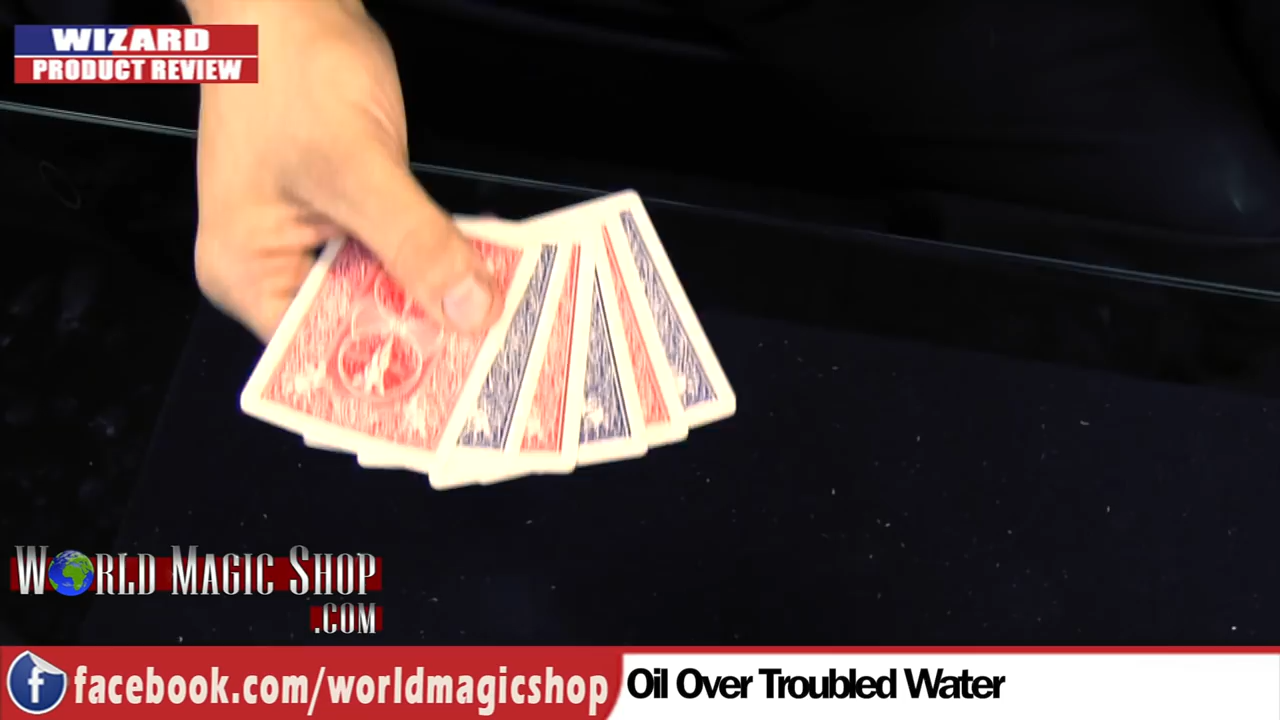 WIZARD
PRODUCT REVIEW
WORLD MAGIC SHOP
.COM
facebook.com/worldmagicshop
Oil Over Troubled Water